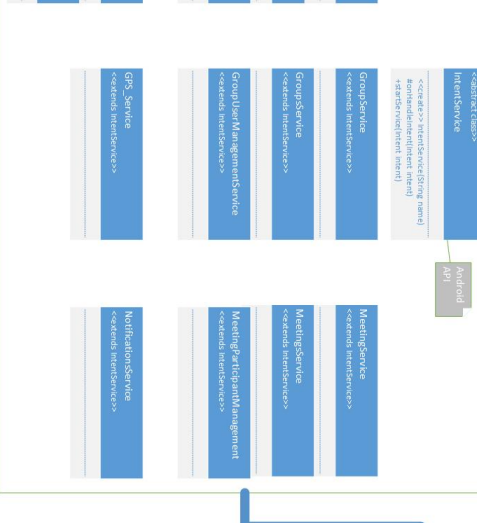 <<abstract class>>
IntentService
<<create>> IntentService(String name)
#onHandleIntent(Intent intent)
+startService(Intent intent)
Android
API
GroupService
<<extends IntentService>>
MeetingService
<<extends IntentService>>
GroupsService
<<extends IntentService>>
MeetingsService
<<extends IntentService>>
GroupUserManagementService
<<extends IntentService>>
MeetingParticipantManagement
<<extends IntentService>>
GPS_Service
<<extends IntentService>>
NotificationsService
<<extends IntentService>>